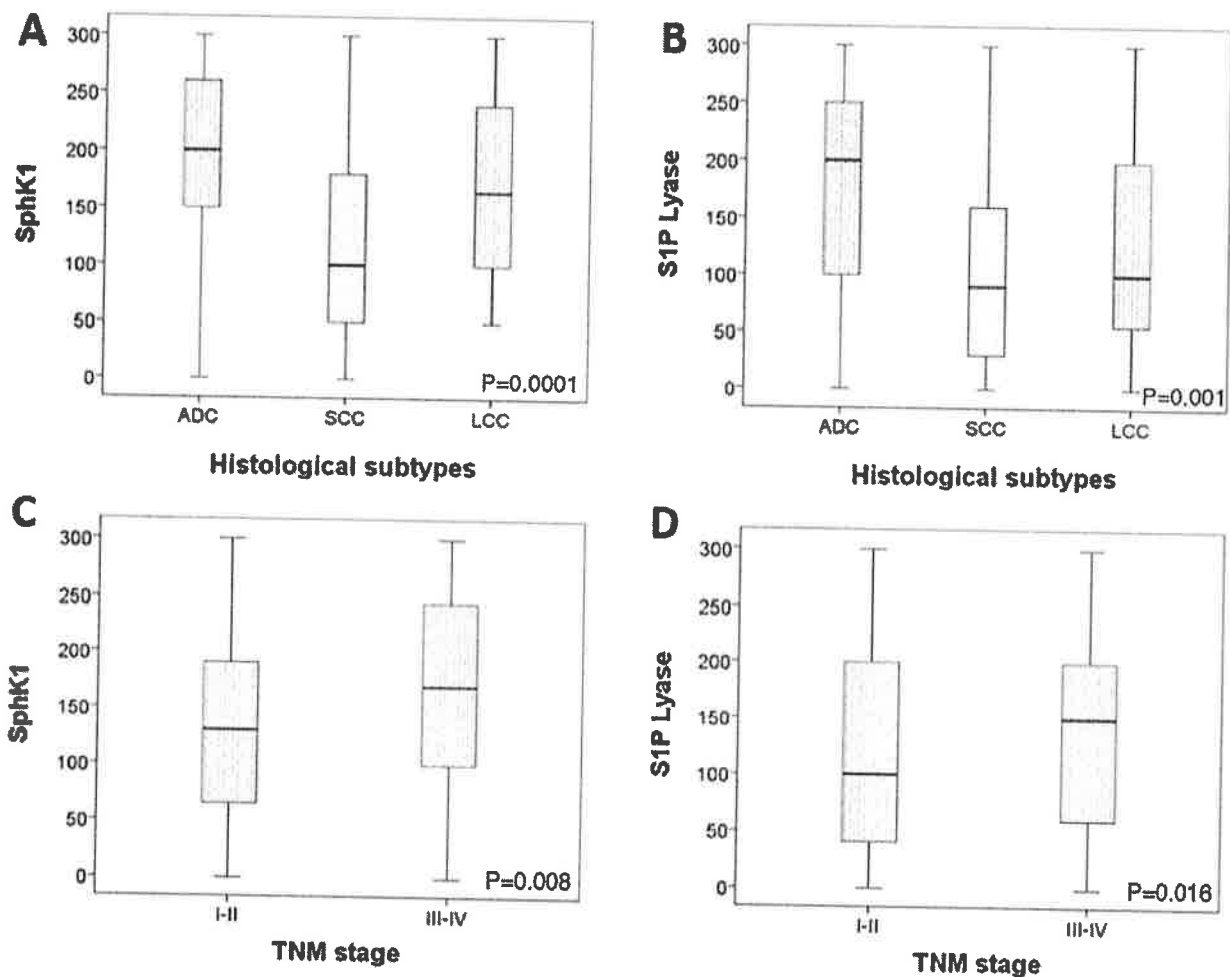 A
SphK1
300
250
200
150
100
50
0
P=0.0001
ADC SCC LCC
Histological subtypes
B
S1P Lyase
300
250
200
150
100
50
0
P=0.001
ADC SCC LCC
Histological subtypes
C
SphK1
300
250
200
150
100
50
0
P=0.008
I-II III-IV
TNM stage
D
S1P Lyase
300
250
200
150
100
50
0
P=0.016
I-II III-IV
TNM stage